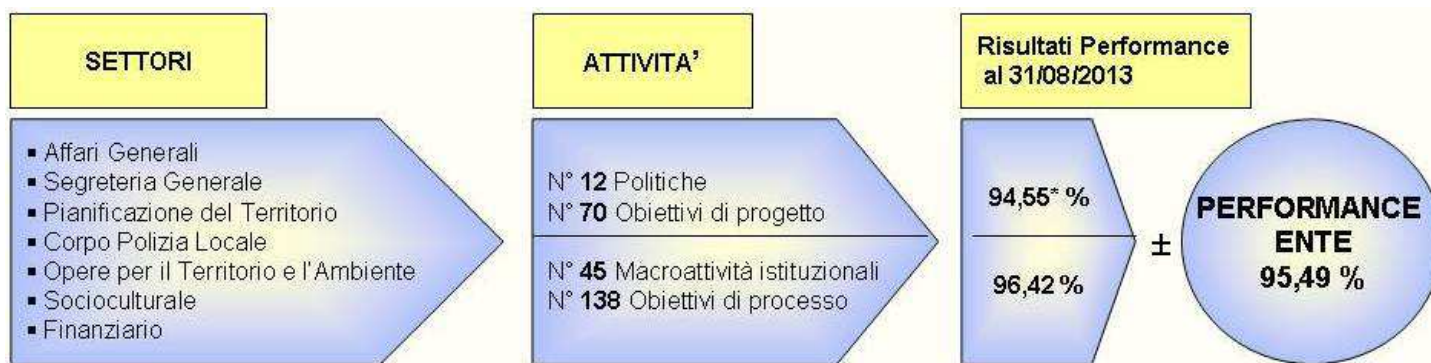 SETTORI
▪ Affari Generali
▪ Segreteria Generale
▪ Pianificazione del Territorio
▪ Corpo Polizia Locale
▪ Opere per il Territorio e l'Ambiente
▪ Socioculturale
▪ Finanziario
ATTIVITA'
N° 12 Politiche
N° 70 Obiettivi di progetto
N° 45 Macroattività istituzionali
N° 138 Obiettivi di processo
Risultati Performance
al 31/08/2013
94,55* %
96,42 %
±
PERFORMANCE
ENTE
95,49 %